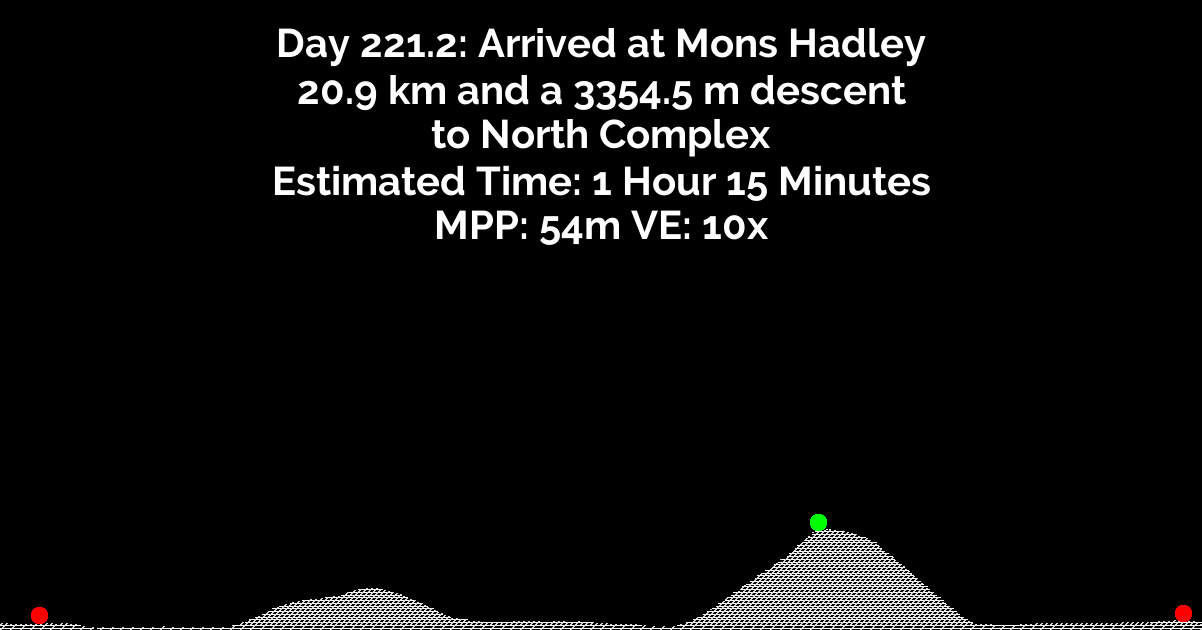 Day 221.2: Arrived at Mons Hadley
20.9 km and a 3354.5 m descent
to North Complex
Estimated Time: 1 Hour 15 Minutes
MPP: 54m VE: 10x